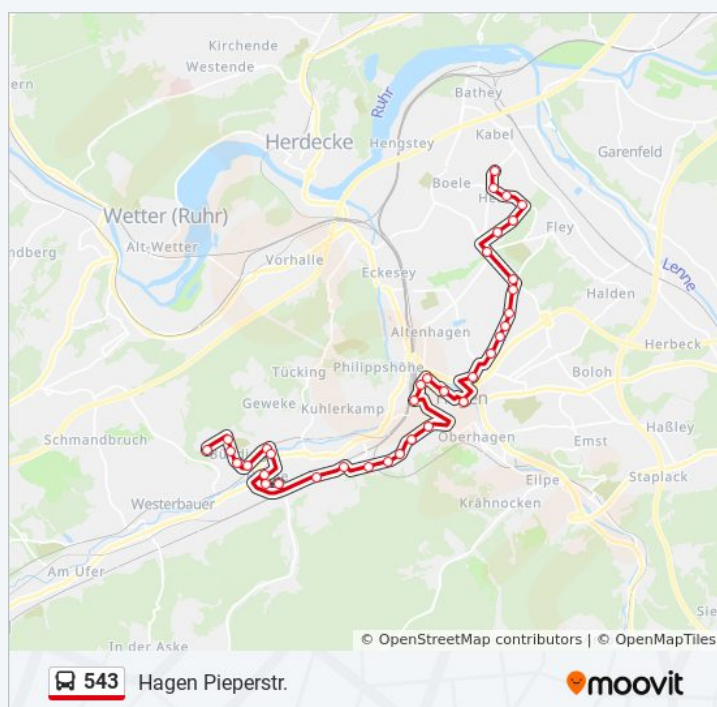 Kirchende
Westende
ern
Bathey
Ruhr
Kabel
Herdecke
Hengstey
Garenfeld
Boele
He
Wetter (Ruhr)
Fley
ndberg
Alt-Wetter
Vorhalle
Eckesey
Lenne
Halden
Altenhagen
Herbeck
Philippshöhe
Tücking
Boloh
Geweke
Kuhlerkamp
Haßley
Schmandbruch
Oberhagen
Emst
Staplack
Eilpe
Westerbauer
Krähnocken
Am Ufer
Sie
In der Aske
© OpenStreetMap contributors | © OpenMapTiles
543 Hagen Pieperstr.
moovit